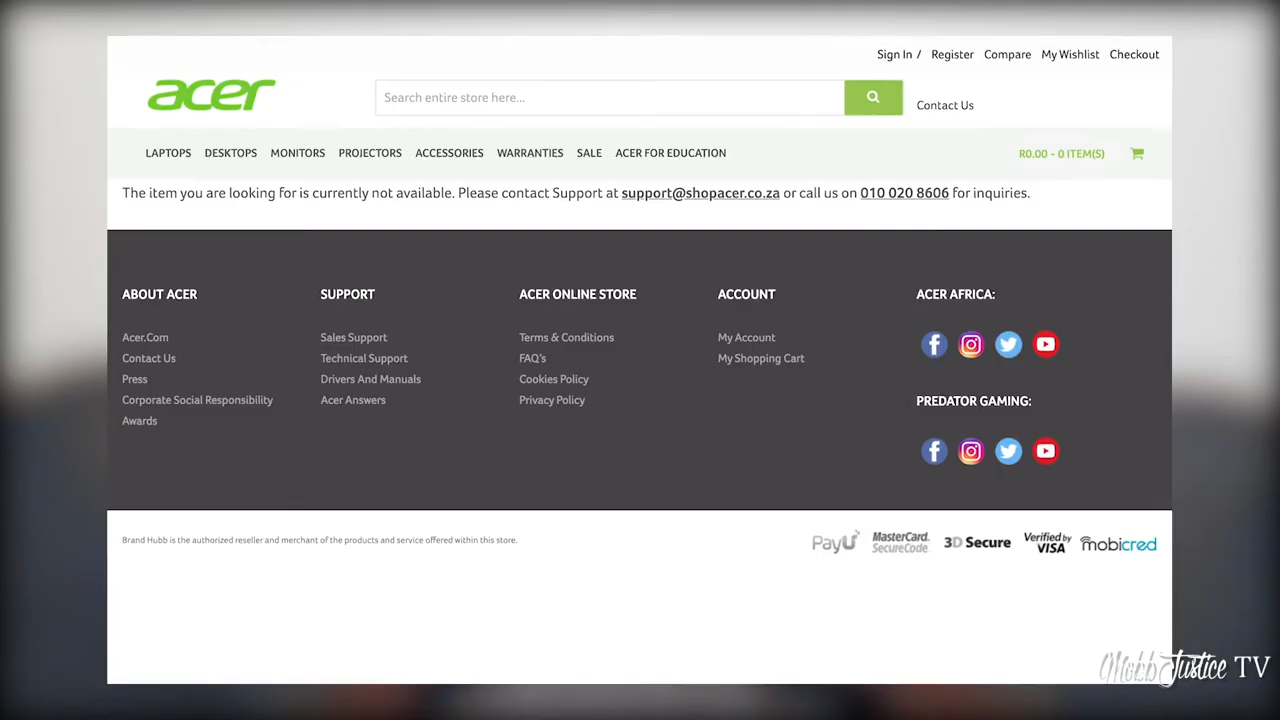 Sign In / Register Compare My Wishlist Checkout
acer
Search entire store here...
Contact Us
LAPTOPS DESKTOPS MONITORS PROJECTORS ACCESSORIES WARRANTIES SALE ACER FOR EDUCATION R0.00 - 0 ITEM(S)
The item you are looking for is currently not available. Please contact Support at support@shopacer.co.za or call us on 010 020 8606 for inquiries.
ABOUT ACER
Acer.Com
Contact Us
Press
Corporate Social Responsibility
Awards
SUPPORT
Sales Support
Technical Support
Drivers And Manuals
Acer Answers
ACER ONLINE STORE
Terms & Conditions
FAQ's
Cookies Policy
Privacy Policy
ACCOUNT
My Account
My Shopping Cart
ACER AFRICA:
PREDATOR GAMING:
Brand Hubb is the authorized reseller and merchant of the products and service offered within this store.
PayU MasterCard. SecureCode. 3D Secure Verified by VISA mobicred
Mobb Justice TV